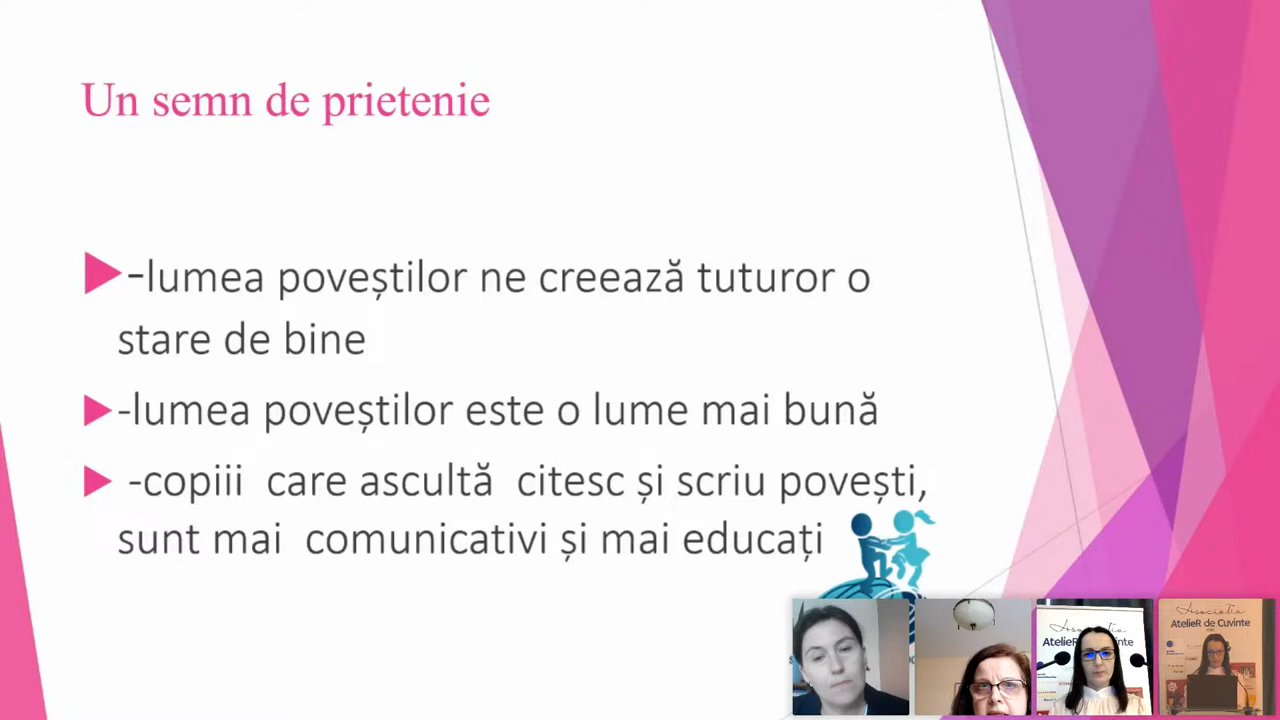 Un semn de prietenie
-lumea poveștilor ne creează tuturor o
stare de bine
-lumea poveștilor este o lume mai bună
-copiii care ascultă citesc și scriu povești,
sunt mai comunicativi și mai educați
Asociatia
AtelieR de Cuvinte